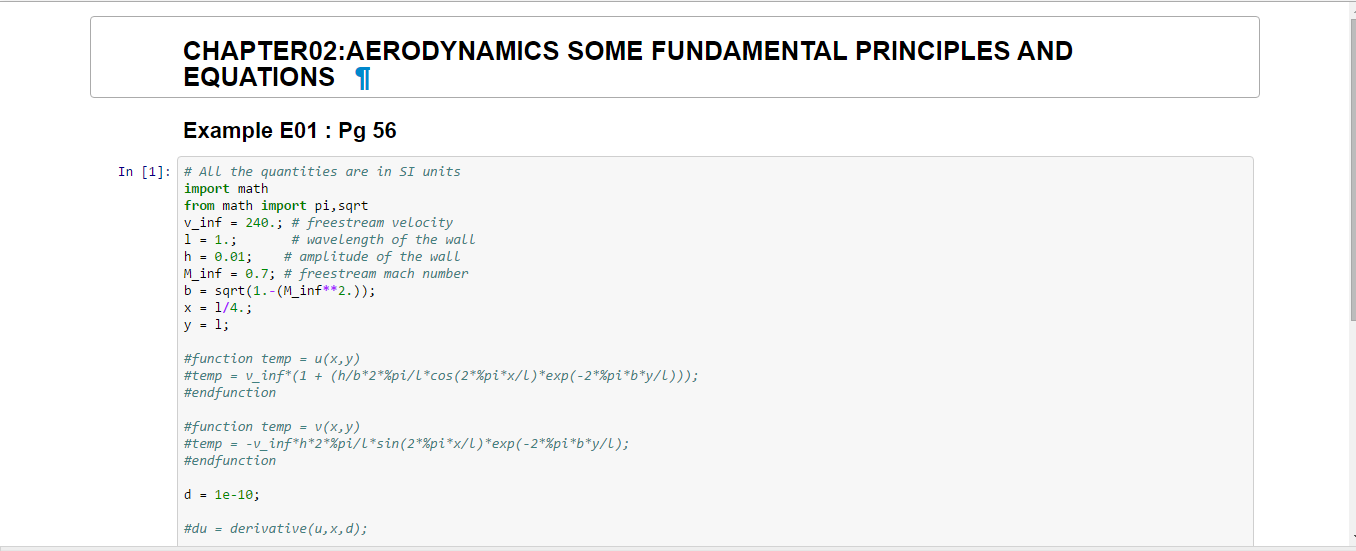 CHAPTER02:AERODYNAMICS SOME FUNDAMENTAL PRINCIPLES AND
EQUATIONS ¶
Example E01 : Pg 56
In [1]: # All the quantities are in SI units
import math
from math import pi,sqrt
v_inf = 240.; # freestream velocity
l = 1.;       # wavelength of the wall
h = 0.01;    # amplitude of the wall
M_inf = 0.7; # freestream mach number
b = sqrt(1.-(M_inf**2.));
x = l/4.;
y = l;
#function temp = u(x,y)
#temp = v_inf*(1 + (h/b*2*%pi/l*cos(2*%pi*x/l)*exp(-2*%pi*b*y/l)));
#endfunction
#function temp = v(x,y)
#temp = -v_inf*h*2*%pi/l*sin(2*%pi*x/l)*exp(-2*%pi*b*y/l);
#endfunction
d = 1e-10;
#du = derivative(u,x,d);